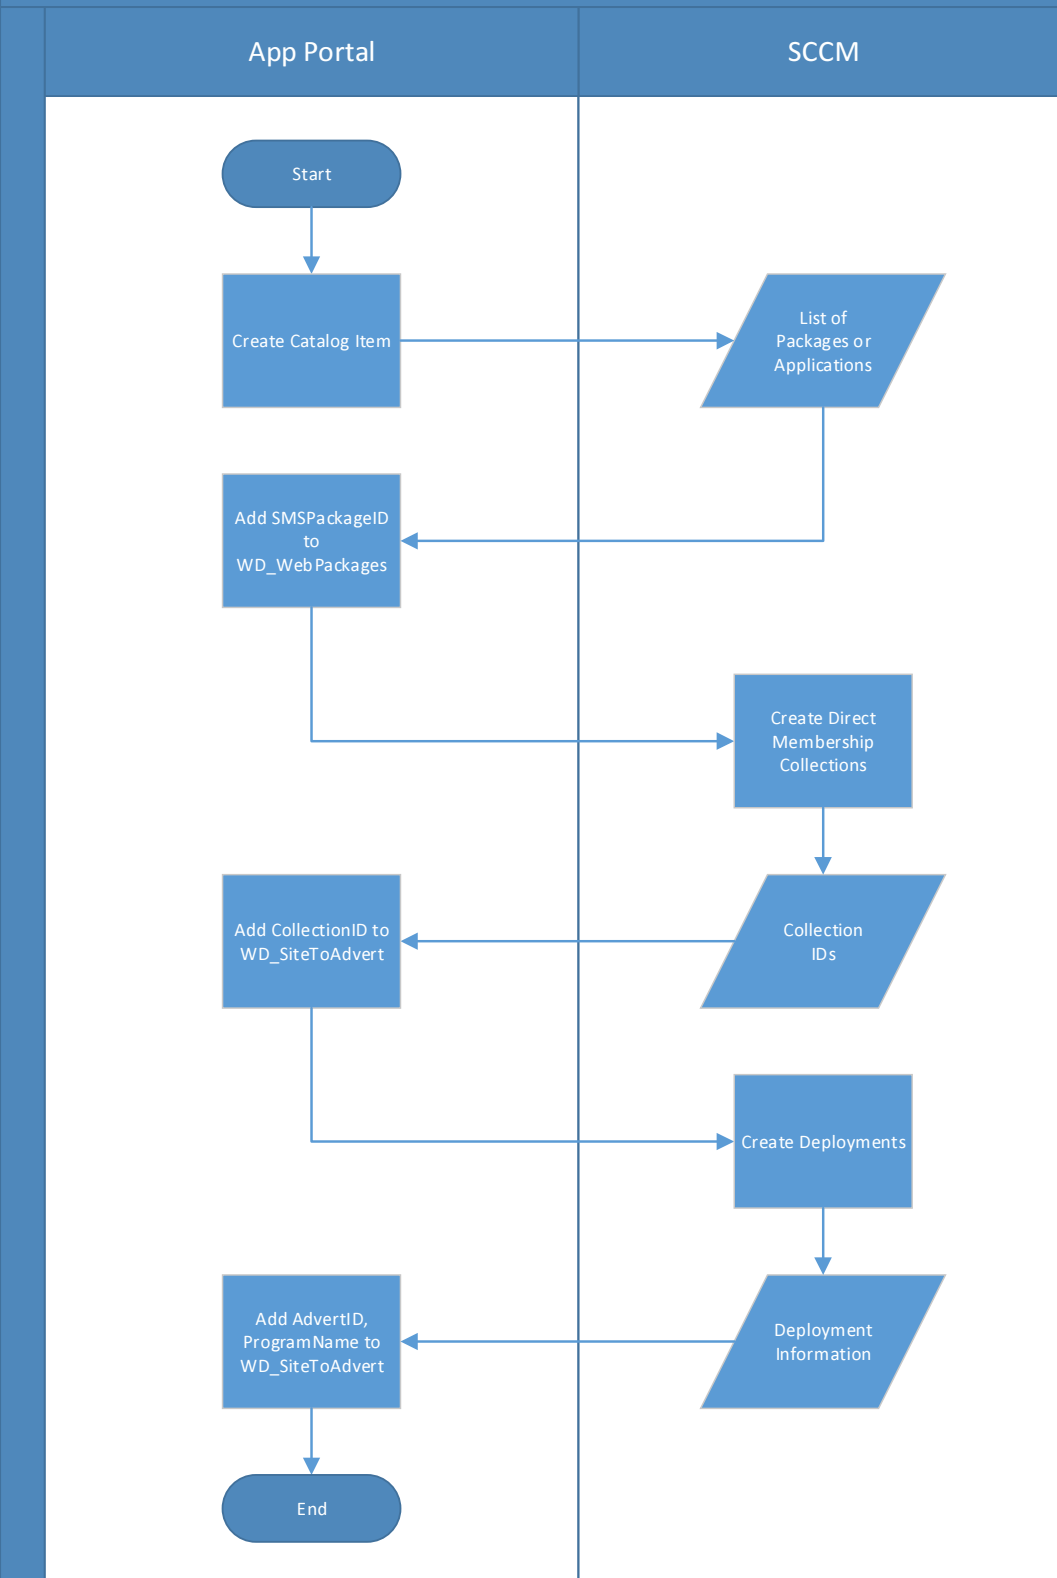 App Portal
SCCM
Start
Create Catalog Item
List of
Packages or
Applications
Add SMSPackageID
to
WD_WebPackages
Create Direct
Membership
Collections
Add CollectionID to
WD_SiteToAdvert
Collection
IDs
Create Deployments
Add AdvertID,
ProgramName to
WD_SiteToAdvert
Deployment
Information
End